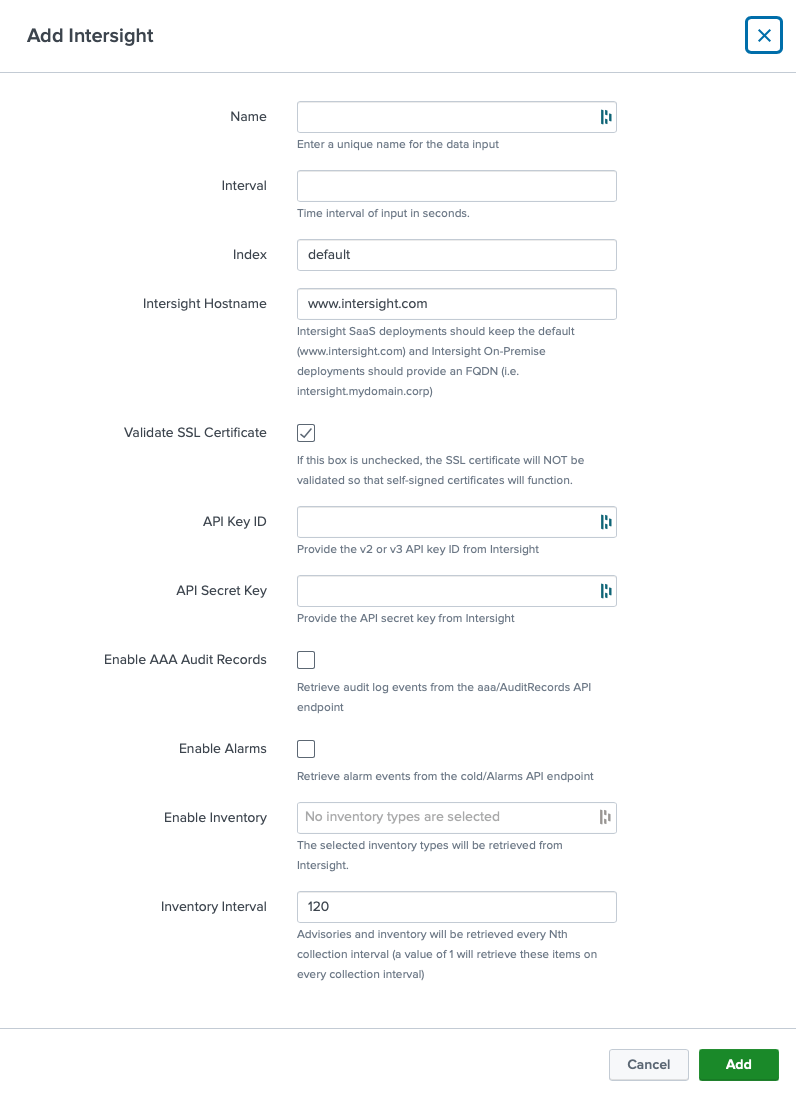 Add Intersight
Name
Enter a unique name for the data input
Interval
Time interval of input in seconds.
Index
default
Intersight Hostname
www.intersight.com
Intersight SaaS deployments should keep the default
(www.intersight.com) and Intersight On-Premise
deployments should provide an FQDN (i.e.
intersight.mydomain.corp)
Validate SSL Certificate
If this box is unchecked, the SSL certificate will NOT be
validated so that self-signed certificates will function.
API Key ID
Provide the v2 or v3 API key ID from Intersight
API Secret Key
Provide the API secret key from Intersight
Enable AAA Audit Records
Retrieve audit log events from the aaa/AuditRecords API
endpoint
Enable Alarms
Retrieve alarm events from the cold/Alarms API endpoint
Enable Inventory
No inventory types are selected
The selected inventory types will be retrieved from
Intersight.
Inventory Interval
120
Advisories and inventory will be retrieved every Nth
collection interval (a value of 1 will retrieve these items on
every collection interval)
Cancel
Add